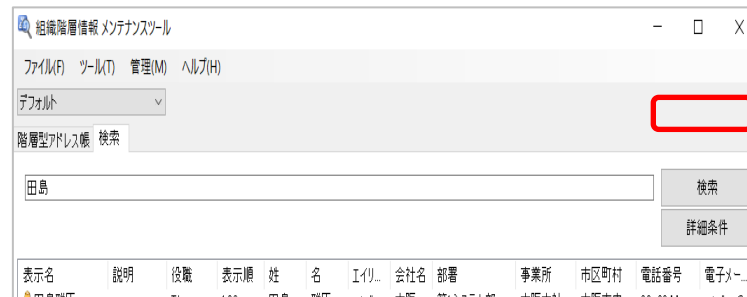 組織階層情報 メンテナンスツール
ファイル(F) ツール(T) 管理(M) ヘルプ(H)
デフォルト
階層型アドレス帳 検索
田島
検索
詳細条件
表示名 説明 役職 表示順 姓 名 エイリ... 会社名 部署 事業所 市区町村 電話番号 電子メー...